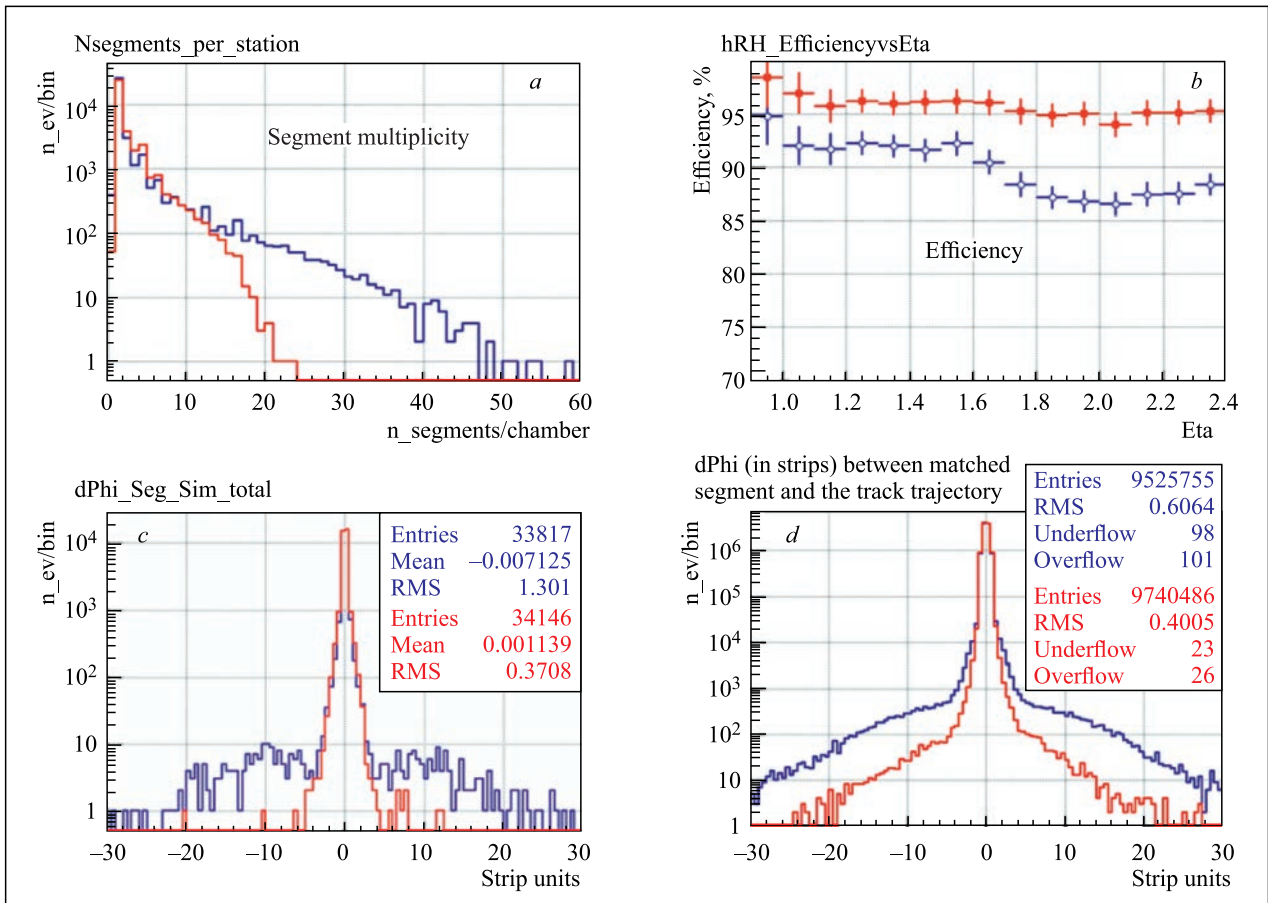 Nsegments_per_station
n_ev/bin
10⁴
10³
10²
10
1
a
Segment multiplicity
0 10 20 30 40 50 60
n_segments/chamber
hRH_EfficiencyvsEta
Efficiency, %
95
90
85
80
75
70
b
Efficiency
1.0 1.2 1.4 1.6 1.8 2.0 2.2 2.4
Eta
dPhi_Seg_Sim_total
n_ev/bin
10⁴
10³
10²
10
1
c
Entries 33817
Mean –0.007125
RMS 1.301
Entries 34146
Mean 0.001139
RMS 0.3708
–30 –20 –10 0 10 20 30
Strip units
dPhi (in strips) between matched
segment and the track trajectory
n_ev/bin
10⁶
10⁵
10⁴
10³
10²
10
1
d
Entries 9525755
RMS 0.6064
Underflow 98
Overflow 101
Entries 9740486
RMS 0.4005
Underflow 23
Overflow 26
–30 –20 –10 0 10 20 30
Strip units